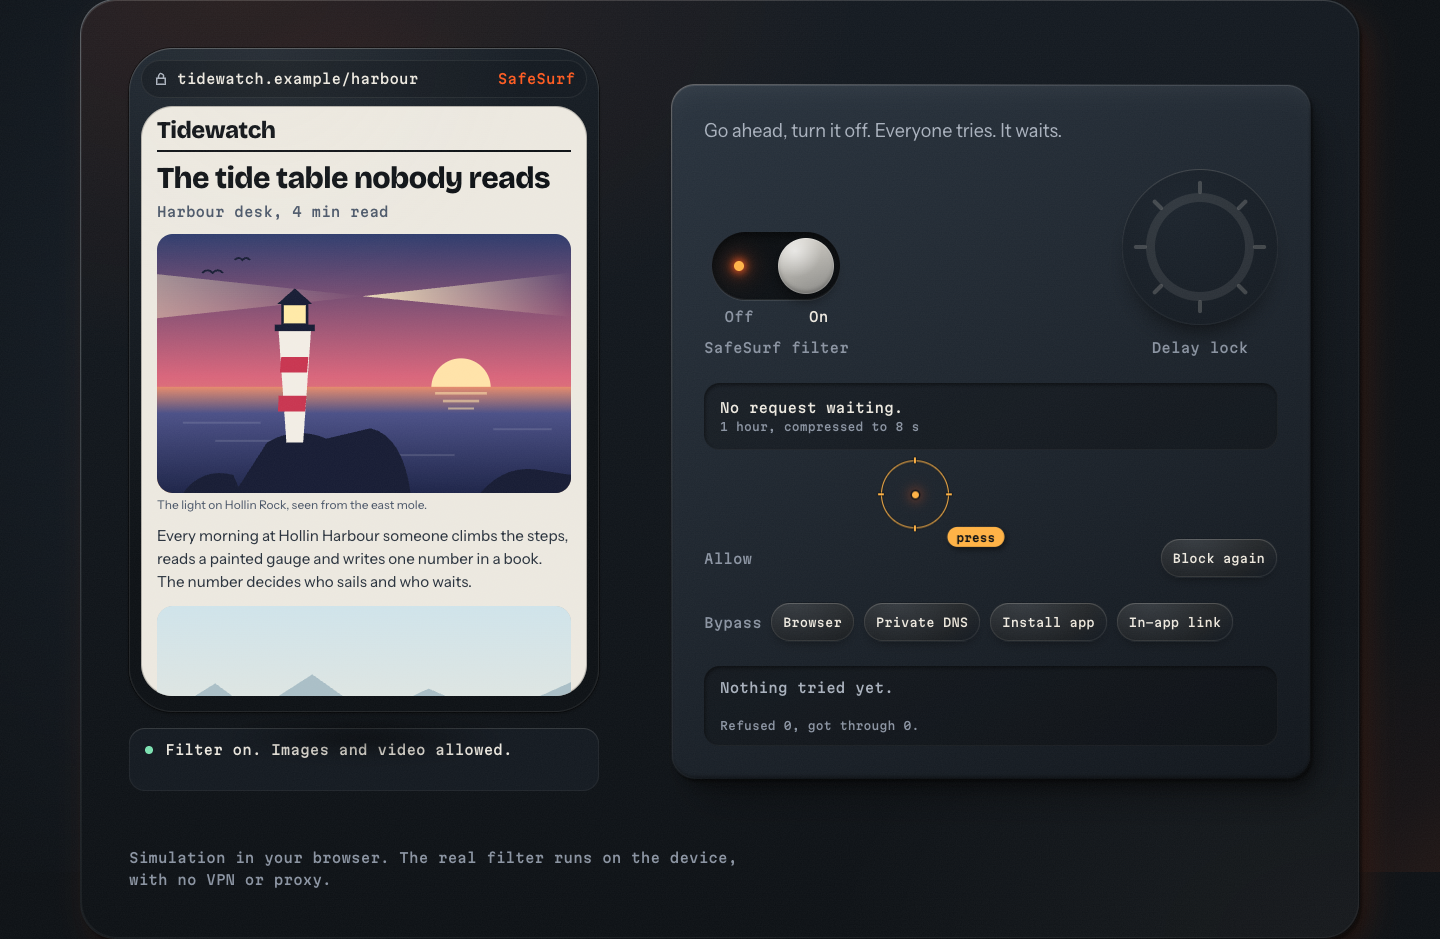 tidewatch.example/harbour
SafeSurf
Tidewatch
The tide table nobody reads
Harbour desk, 4 min read
The light on Hollin Rock, seen from the east mole.
Every morning at Hollin Harbour someone climbs the steps,
reads a painted gauge and writes one number in a book.
The number decides who sails and who waits.
Filter on. Images and video allowed.
Go ahead, turn it off. Everyone tries. It waits.
Off
On
SafeSurf filter
Delay lock
No request waiting.
1 hour, compressed to 8 s
press
Allow
Block again
Bypass
Browser
Private DNS
Install app
In-app link
Nothing tried yet.
Refused 0, got through 0.
Simulation in your browser. The real filter runs on the device,
with no VPN or proxy.